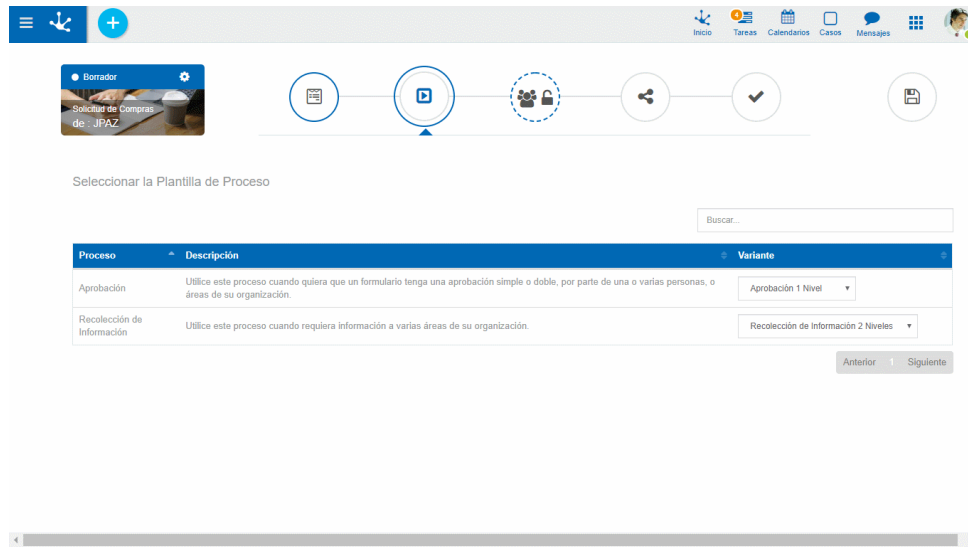 4
Inicio
Tareas
Calendarios
Casos
Mensajes
Borrador
Solicitud de Compras
de : JPAZ
Seleccionar la Plantilla de Proceso
Buscar...
Proceso Descripción Variante
Aprobación
Utilice este proceso cuando quiera que un formulario tenga una aprobación simple o doble, por parte de una o varias personas, o
áreas de su organización.
Aprobación 1 Nivel
Recolección de
Información
Utilice este proceso cuando requiera información a varias áreas de su organización.
Recolección de Información 2 Niveles
Anterior 1 Siguiente